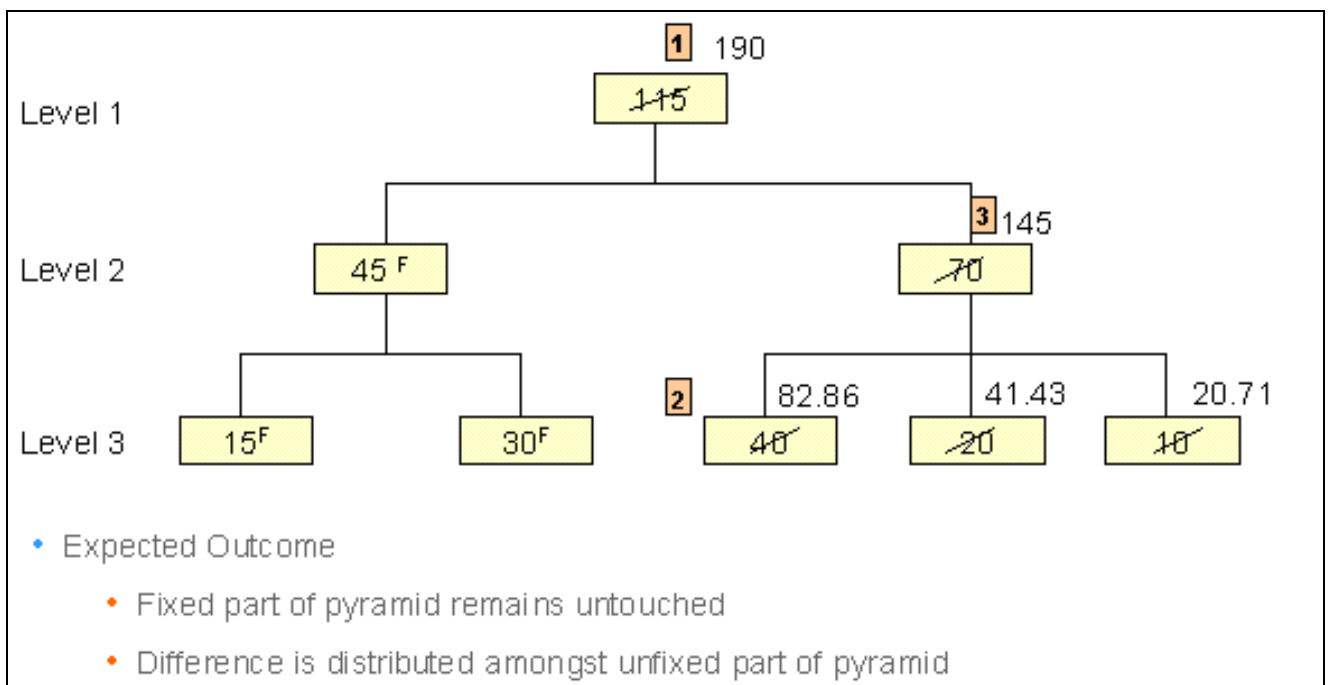 1 190
Level 1 115
3 145
Level 2 45 F 70
2 82.86 41.43 20.71
Level 3 15F 30F 40 20 10
• Expected Outcome
• Fixed part of pyramid remains untouched
• Difference is distributed amongst unfixed part of pyramid